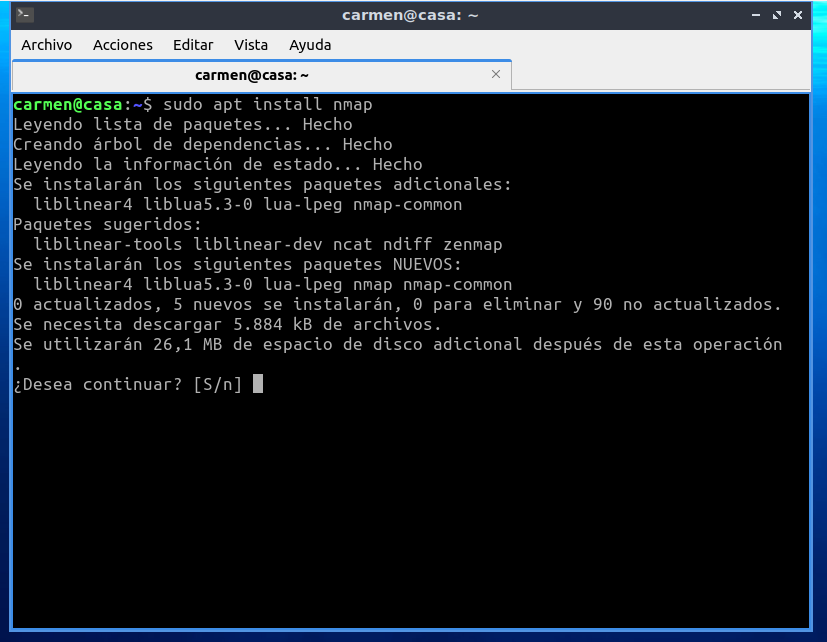 carmen@casa: ~
Archivo Acciones Editar Vista Ayuda
carmen@casa: ~
carmen@casa:~$ sudo apt install nmap
Leyendo lista de paquetes... Hecho
Creando árbol de dependencias... Hecho
Leyendo la información de estado... Hecho
Se instalarán los siguientes paquetes adicionales:
  liblinear4 liblua5.3-0 lua-lpeg nmap-common
Paquetes sugeridos:
  liblinear-tools liblinear-dev ncat ndiff zenmap
Se instalarán los siguientes paquetes NUEVOS:
  liblinear4 liblua5.3-0 lua-lpeg nmap nmap-common
0 actualizados, 5 nuevos se instalarán, 0 para eliminar y 90 no actualizados.
Se necesita descargar 5.884 kB de archivos.
Se utilizarán 26,1 MB de espacio de disco adicional después de esta operación
.
¿Desea continuar? [S/n]